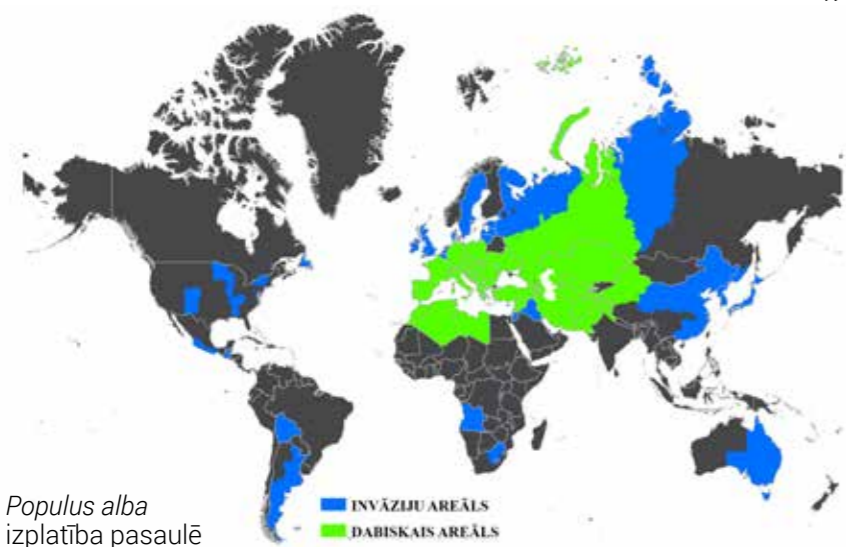 Populus alba
izplatība pasaulē
INVĀZIJU AREĀLS
DABISKAIS AREĀLS